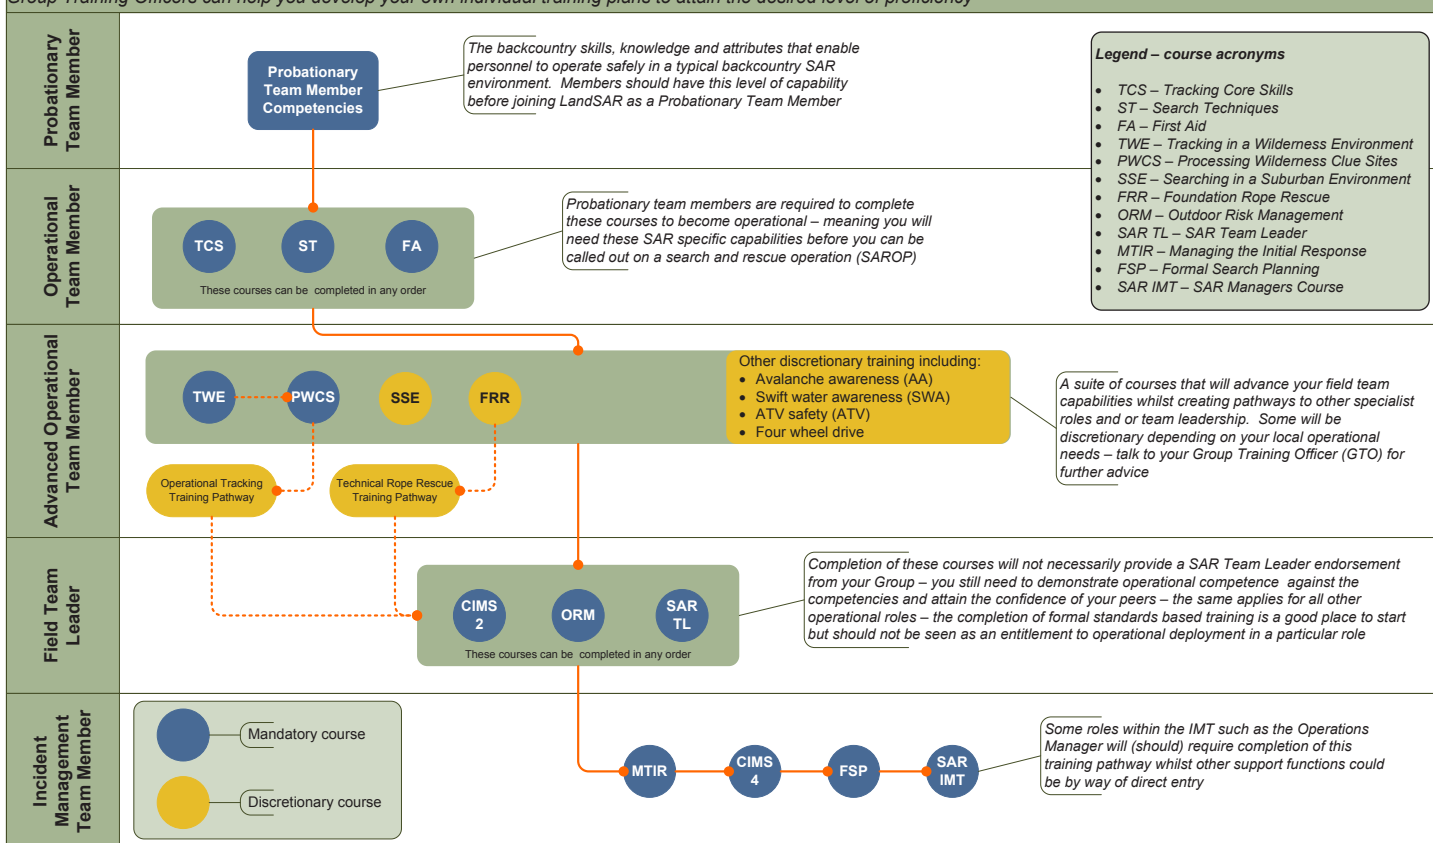 Group Training Officers can help you develop your own individual training plans to attain the desired level of proficiency
Probationary
Team Member
Probationary
Team Member
Competencies
The backcountry skills, knowledge and attributes that enable
personnel to operate safely in a typical backcountry SAR
environment. Members should have this level of capability
before joining LandSAR as a Probationary Team Member
Legend – course acronyms
• TCS – Tracking Core Skills
• ST – Search Techniques
• FA – First Aid
• TWE – Tracking in a Wilderness Environment
• PWCS – Processing Wilderness Clue Sites
• SSE – Searching in a Suburban Environment
• FRR – Foundation Rope Rescue
• ORM – Outdoor Risk Management
• SAR TL – SAR Team Leader
• MTIR – Managing the Initial Response
• FSP – Formal Search Planning
• SAR IMT – SAR Managers Course
Operational
Team Member
TCS
ST
FA
These courses can be completed in any order
Probationary team members are required to complete
these courses to become operational – meaning you will
need these SAR specific capabilities before you can be
called out on a search and rescue operation (SAROP)
Advanced Operational
Team Member
TWE
PWCS
SSE
FRR
Other discretionary training including:
• Avalanche awareness (AA)
• Swift water awareness (SWA)
• ATV safety (ATV)
• Four wheel drive
A suite of courses that will advance your field team
capabilities whilst creating pathways to other specialist
roles and or team leadership. Some will be
discretionary depending on your local operational
needs – talk to your Group Training Officer (GTO) for
further advice
Operational Tracking
Training Pathway
Technical Rope Rescue
Training Pathway
Field Team
Leader
CIMS
2
ORM
SAR
TL
These courses can be completed in any order
Completion of these courses will not necessarily provide a SAR Team Leader endorsement
from your Group – you still need to demonstrate operational competence against the
competencies and attain the confidence of your peers – the same applies for all other
operational roles – the completion of formal standards based training is a good place to start
but should not be seen as an entitlement to operational deployment in a particular role
Incident
Management
Team Member
Mandatory course
Discretionary course
MTIR
CIMS
4
FSP
SAR
IMT
Some roles within the IMT such as the Operations
Manager will (should) require completion of this
training pathway whilst other support functions could
be by way of direct entry